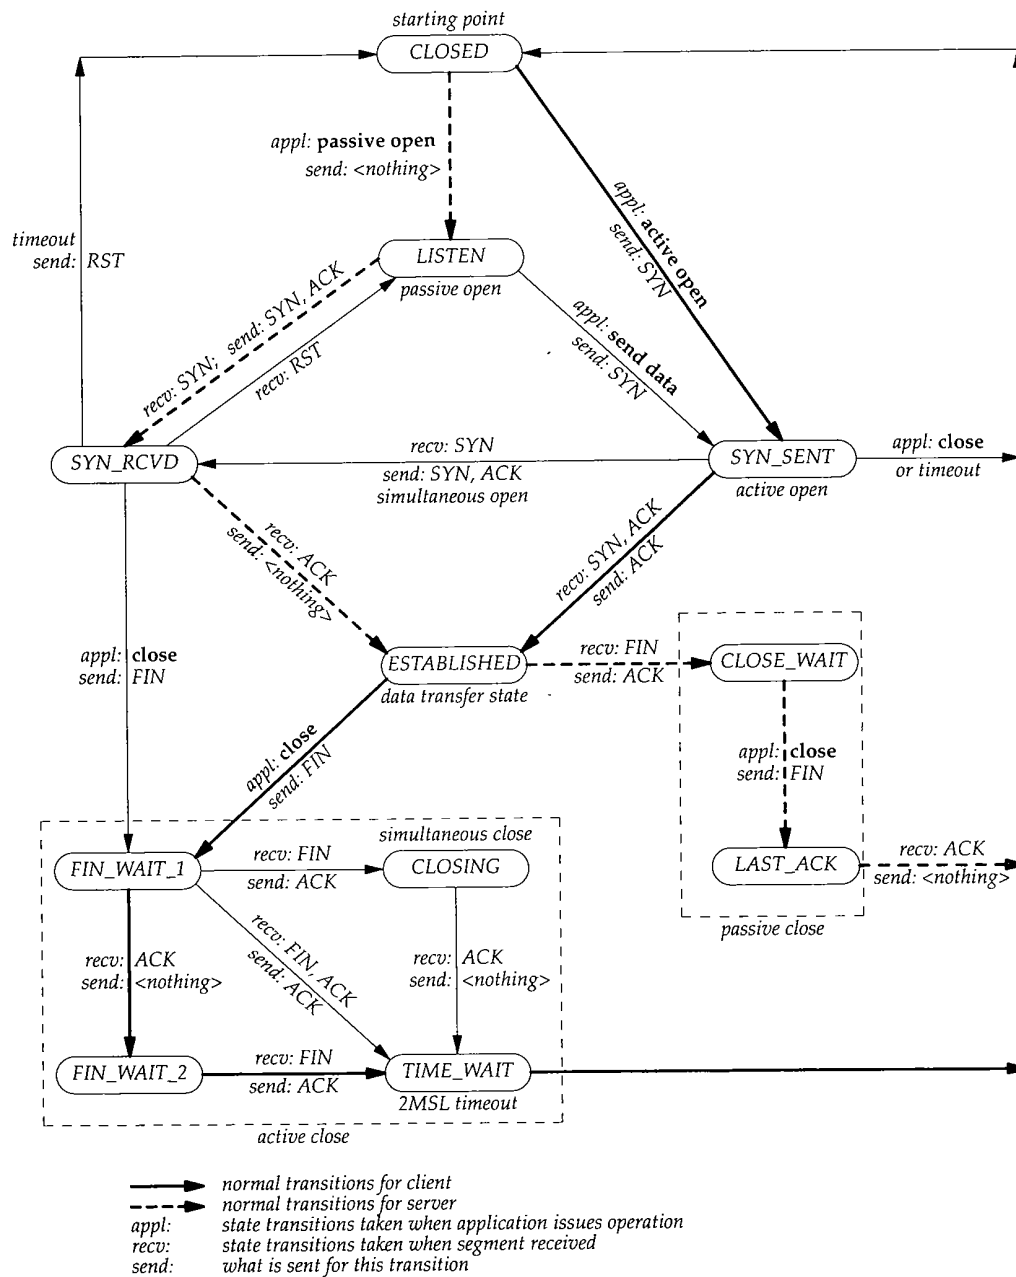 starting point
CLOSED
appl: passive open
send: <nothing>
appl: active open
send: SYN
timeout
send: RST
LISTEN
passive open
recv: SYN; send: SYN, ACK
recv: RST
appl: send data
send: SYN
SYN_RCVD
recv: SYN
send: SYN, ACK
simultaneous open
SYN_SENT
active open
appl: close
or timeout
recv: ACK
send: <nothing>
recv: SYN, ACK
send: ACK
appl: close
send: FIN
ESTABLISHED
data transfer state
recv: FIN
send: ACK
CLOSE_WAIT
appl: close
send: FIN
appl: close
send: FIN
simultaneous close
FIN_WAIT_1
recv: FIN
send: ACK
CLOSING
LAST_ACK
recv: ACK
send: <nothing>
passive close
recv: ACK
send: <nothing>
recv: FIN, ACK
send: ACK
recv: ACK
send: <nothing>
FIN_WAIT_2
recv: FIN
send: ACK
TIME_WAIT
2MSL timeout
active close
normal transitions for client
normal transitions for server
appl: state transitions taken when application issues operation
recv: state transitions taken when segment received
send: what is sent for this transition